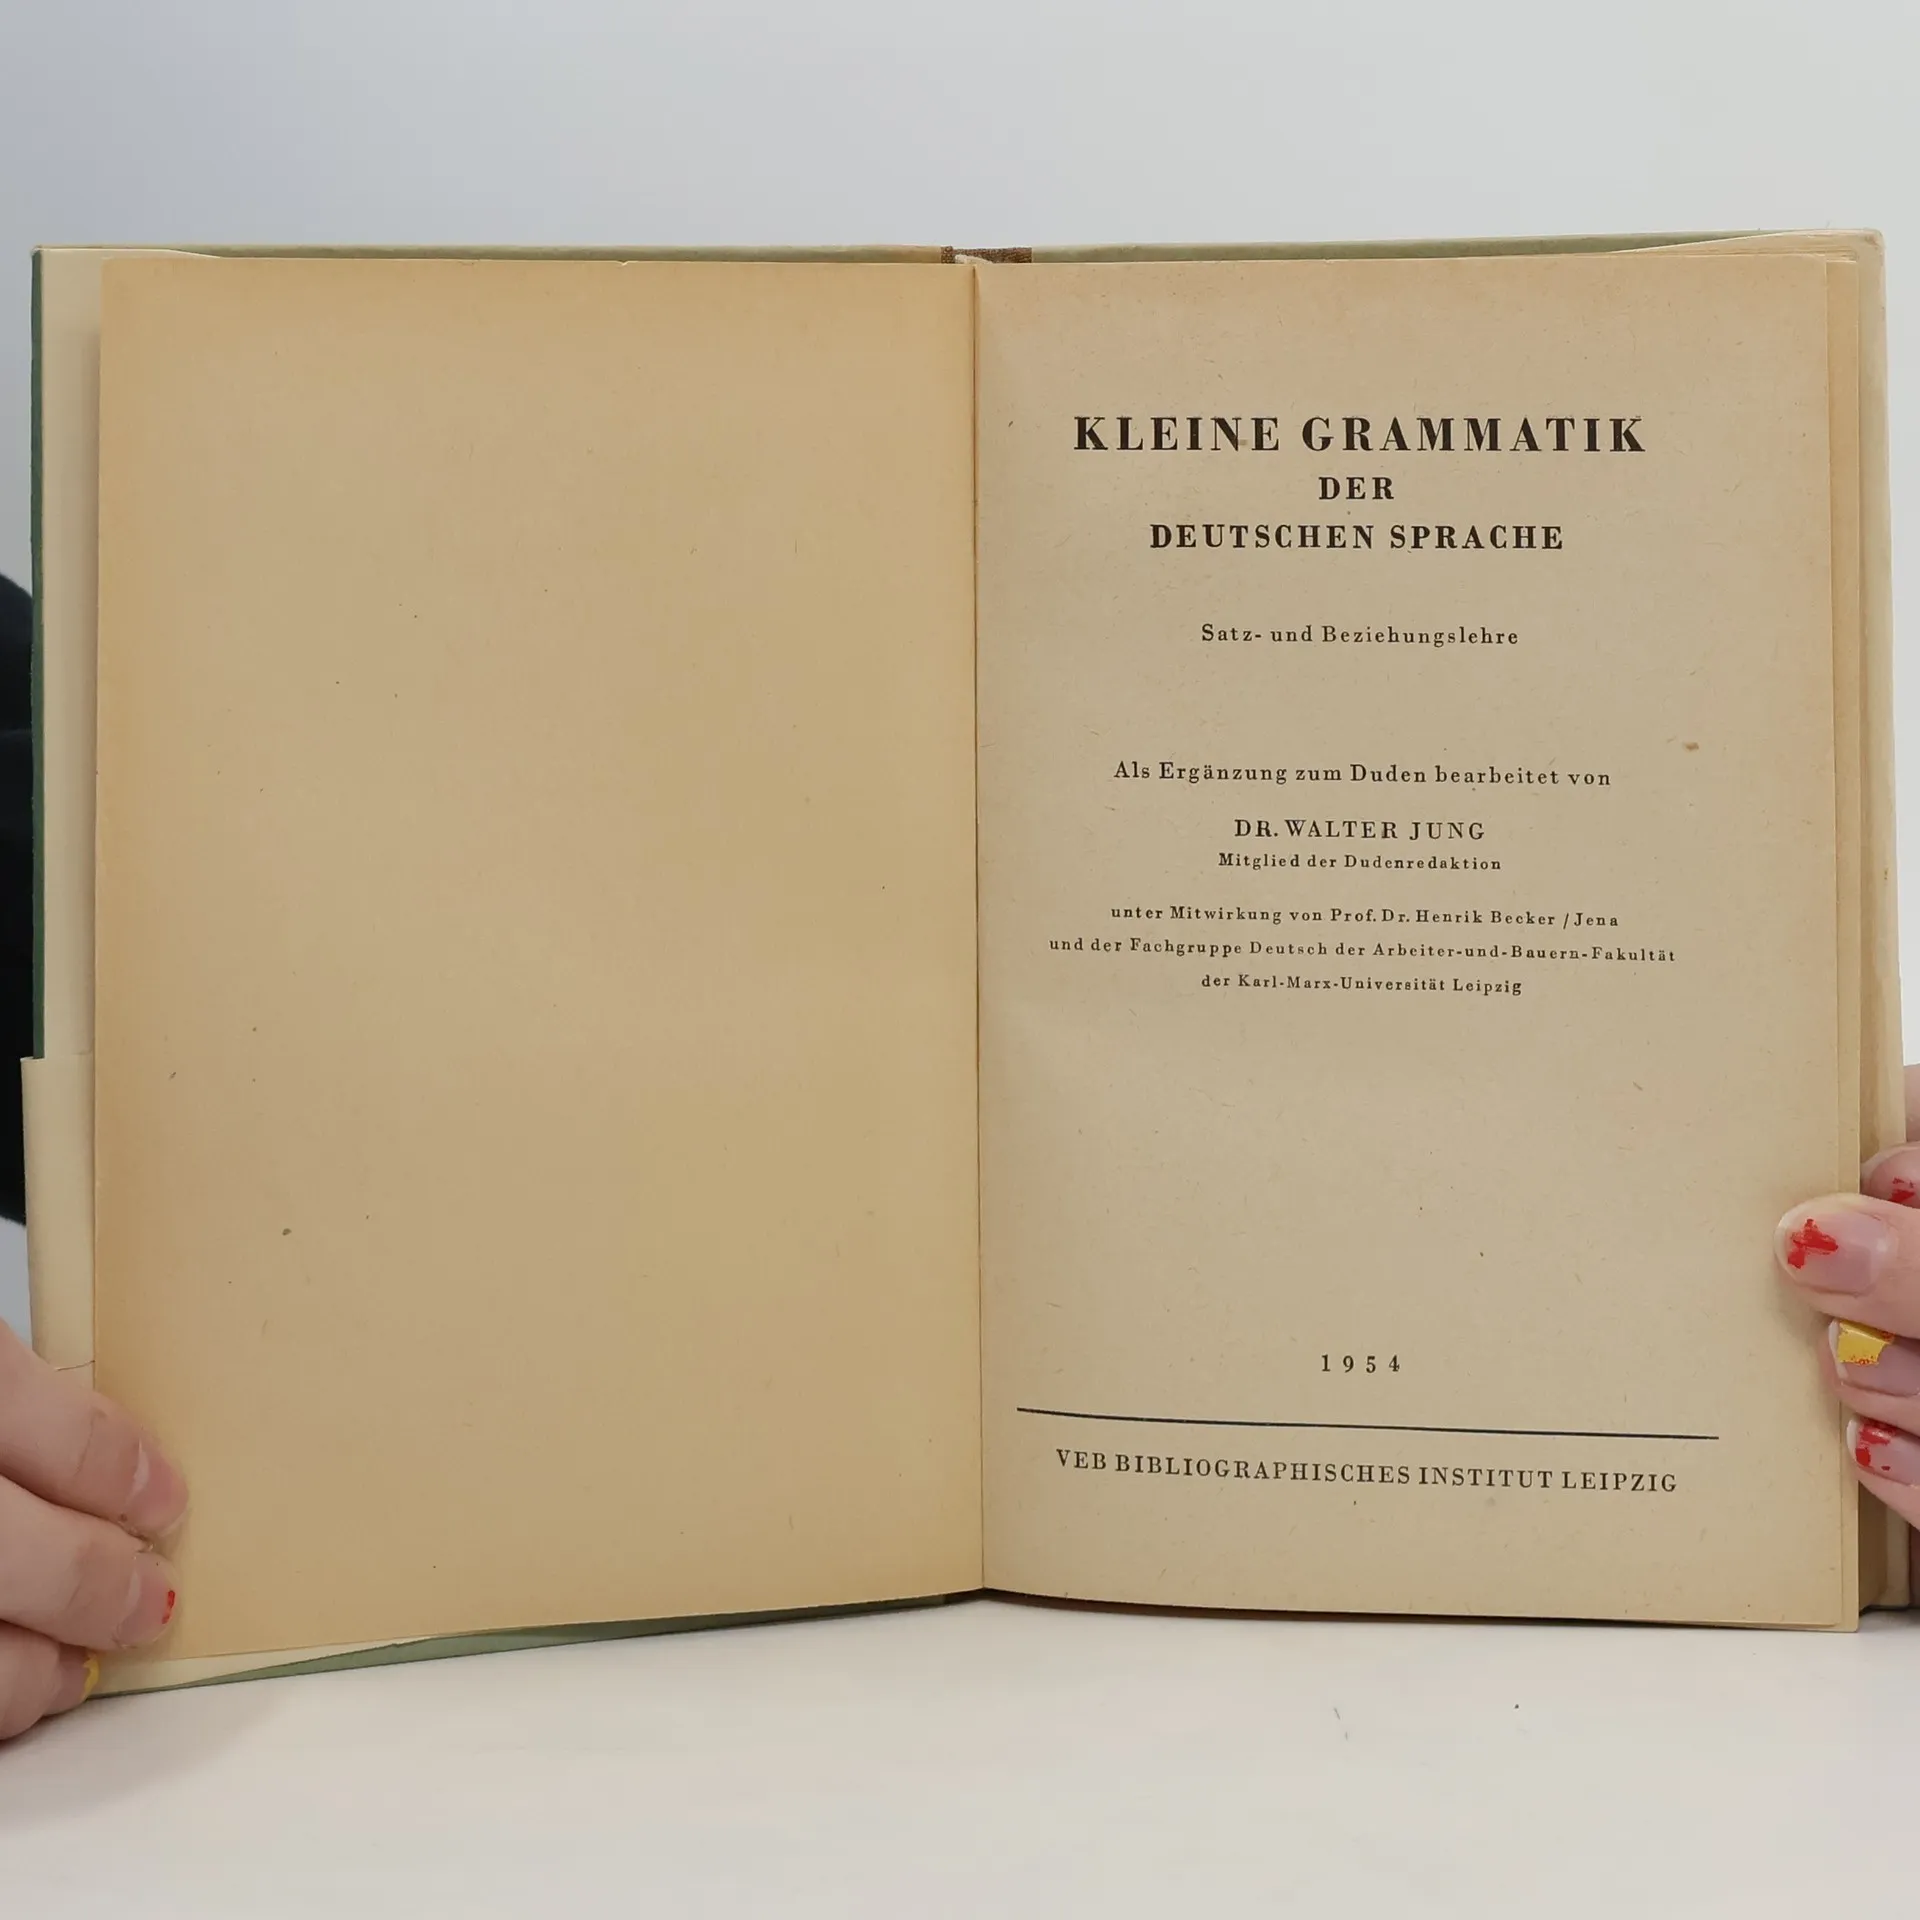 KLEINE GRAMMATIK
DER
DEUTSCHEN SPRACHE
Satz- und Beziehungslehre
Als Ergänzung zum Duden bearbeitet von
DR. WALTER JUNG
Mitglied der Dudenredaktion
unter Mitwirkung von Prof. Dr. Henrik Becker / Jena
und der Fachgruppe Deutsch der Arbeiter-und-Bauern-Fakultät
der Karl-Marx-Universität Leipzig
1954
VEB BIBLIOGRAPHISCHES INSTITUT LEIPZIG